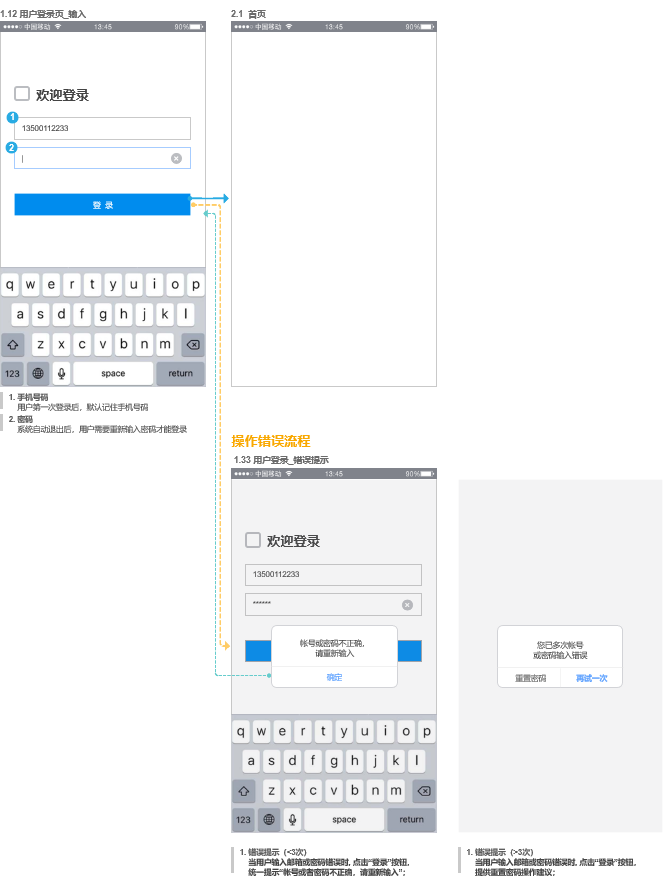 1.12 用户登录页_输入
中国移动 13:45 90%
欢迎登录
1
13500112233
2
登 录
q w e r t y u i o p
a s d f g h j k l
z x c v b n m
123 space return
1. 手机号码
用户第一次登录后，默认记住手机号码
2. 密码
系统自动退出后，用户需要重新输入密码才能登录
2.1 首页
中国移动 13:45 90%
操作错误流程
1.33 用户登录_错误提示
中国移动 13:45 90%
欢迎登录
13500112233
******
帐号或密码不正确，
请重新输入
确定
q w e r t y u i o p
a s d f g h j k l
z x c v b n m
123 space return
1. 错误提示（<3次）
当用户输入邮箱或密码错误时, 点击“登录”按钮，
统一提示“帐号或者密码不正确，请重新输入”；
您已多次帐号
或密码输入错误
重置密码 再试一次
1. 错误提示（>3次）
当用户输入邮箱或密码错误时, 点击“登录”按钮，
提供重置密码操作建议；